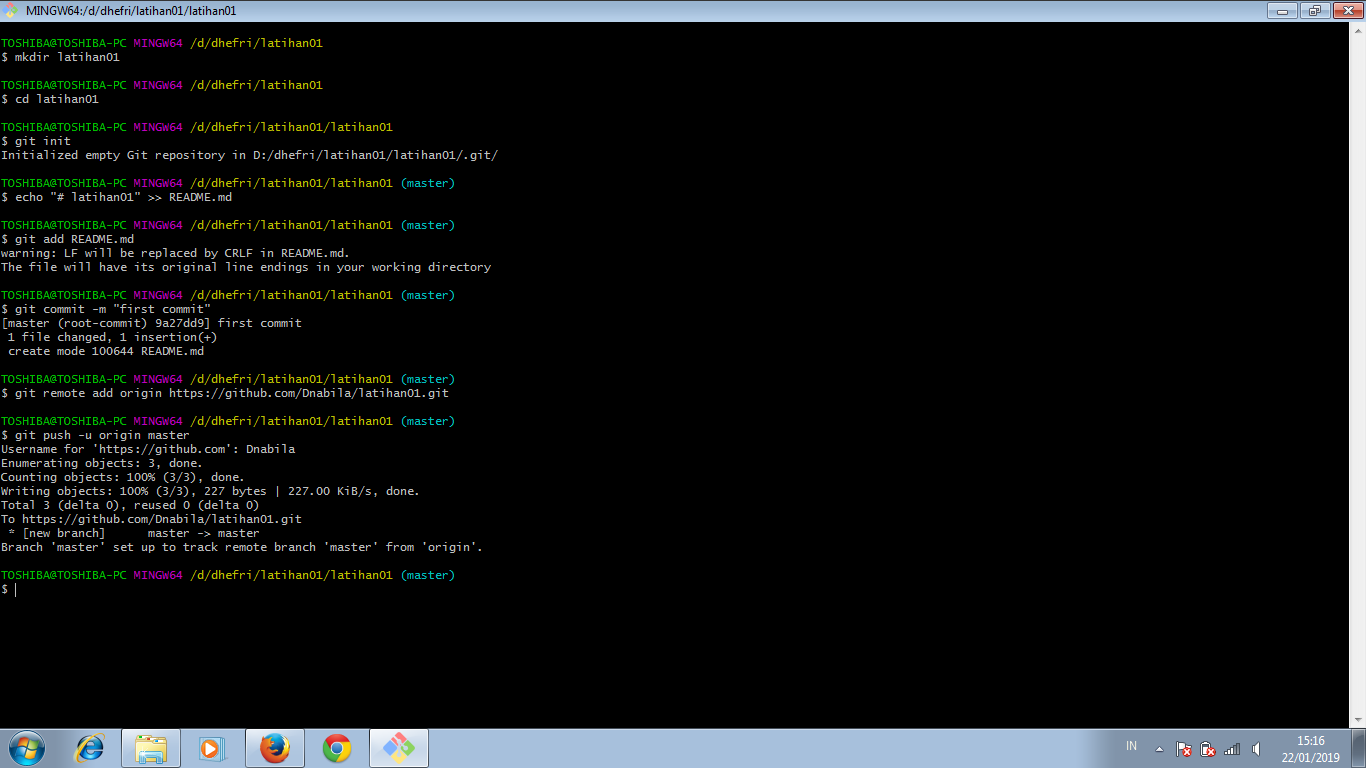 MINGW64:/d/dhefri/latihan01/latihan01
TOSHIBA@TOSHIBA-PC MINGW64 /d/dhefri/latihan01
$ mkdir latihan01
TOSHIBA@TOSHIBA-PC MINGW64 /d/dhefri/latihan01
$ cd latihan01
TOSHIBA@TOSHIBA-PC MINGW64 /d/dhefri/latihan01/latihan01
$ git init
Initialized empty Git repository in D:/dhefri/latihan01/latihan01/.git/
TOSHIBA@TOSHIBA-PC MINGW64 /d/dhefri/latihan01/latihan01 (master)
$ echo "# latihan01" >> README.md
TOSHIBA@TOSHIBA-PC MINGW64 /d/dhefri/latihan01/latihan01 (master)
$ git add README.md
warning: LF will be replaced by CRLF in README.md.
The file will have its original line endings in your working directory
TOSHIBA@TOSHIBA-PC MINGW64 /d/dhefri/latihan01/latihan01 (master)
$ git commit -m "first commit"
[master (root-commit) 9a27dd9] first commit
 1 file changed, 1 insertion(+)
 create mode 100644 README.md
TOSHIBA@TOSHIBA-PC MINGW64 /d/dhefri/latihan01/latihan01 (master)
$ git remote add origin https://github.com/Dnabila/latihan01.git
TOSHIBA@TOSHIBA-PC MINGW64 /d/dhefri/latihan01/latihan01 (master)
$ git push -u origin master
Username for 'https://github.com': Dnabila
Enumerating objects: 3, done.
Counting objects: 100% (3/3), done.
Writing objects: 100% (3/3), 227 bytes | 227.00 KiB/s, done.
Total 3 (delta 0), reused 0 (delta 0)
To https://github.com/Dnabila/latihan01.git
 * [new branch]      master -> master
Branch 'master' set up to track remote branch 'master' from 'origin'.
TOSHIBA@TOSHIBA-PC MINGW64 /d/dhefri/latihan01/latihan01 (master)
$
IN
15:16
22/01/2019